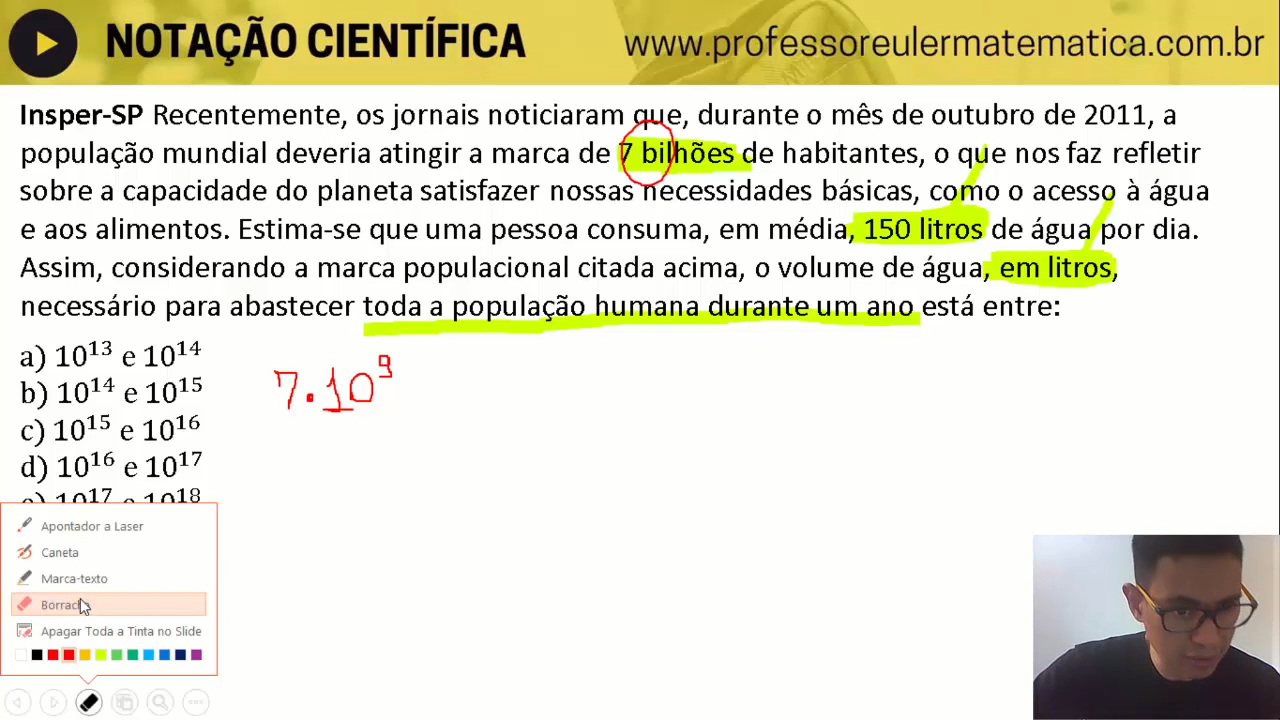 NOTAÇÃO CIENTÍFICA
www.professoreulermatematica.com.br
Insper-SP Recentemente, os jornais noticiaram que, durante o mês de outubro de 2011, a
população mundial deveria atingir a marca de 7 bilhões de habitantes, o que nos faz refletir
sobre a capacidade do planeta satisfazer nossas necessidades básicas, como o acesso à água
e aos alimentos. Estima-se que uma pessoa consuma, em média, 150 litros de água por dia.
Assim, considerando a marca populacional citada acima, o volume de água, em litros,
necessário para abastecer toda a população humana durante um ano está entre:
a) 10¹³ e 10¹⁴
b) 10¹⁴ e 10¹⁵
c) 10¹⁵ e 10¹⁶
d) 10¹⁶ e 10¹⁷
e) 10¹⁷ e 10¹⁸
7.10⁹
Apontador a Laser
Caneta
Marca-texto
Borracha
Apagar Toda a Tinta no Slide